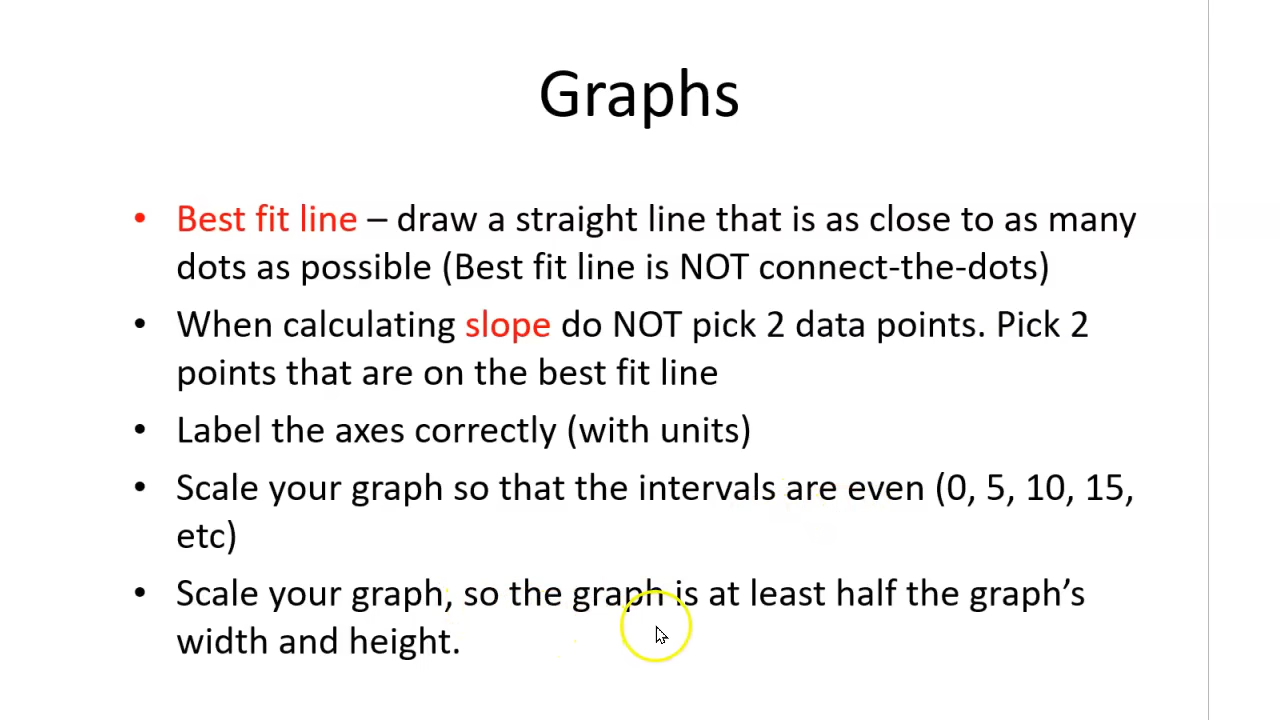 Graphs
• Best fit line – draw a straight line that is as close to as many
dots as possible (Best fit line is NOT connect-the-dots)
• When calculating slope do NOT pick 2 data points. Pick 2
points that are on the best fit line
• Label the axes correctly (with units)
• Scale your graph so that the intervals are even (0, 5, 10, 15,
etc)
• Scale your graph, so the graph is at least half the graph’s
width and height.